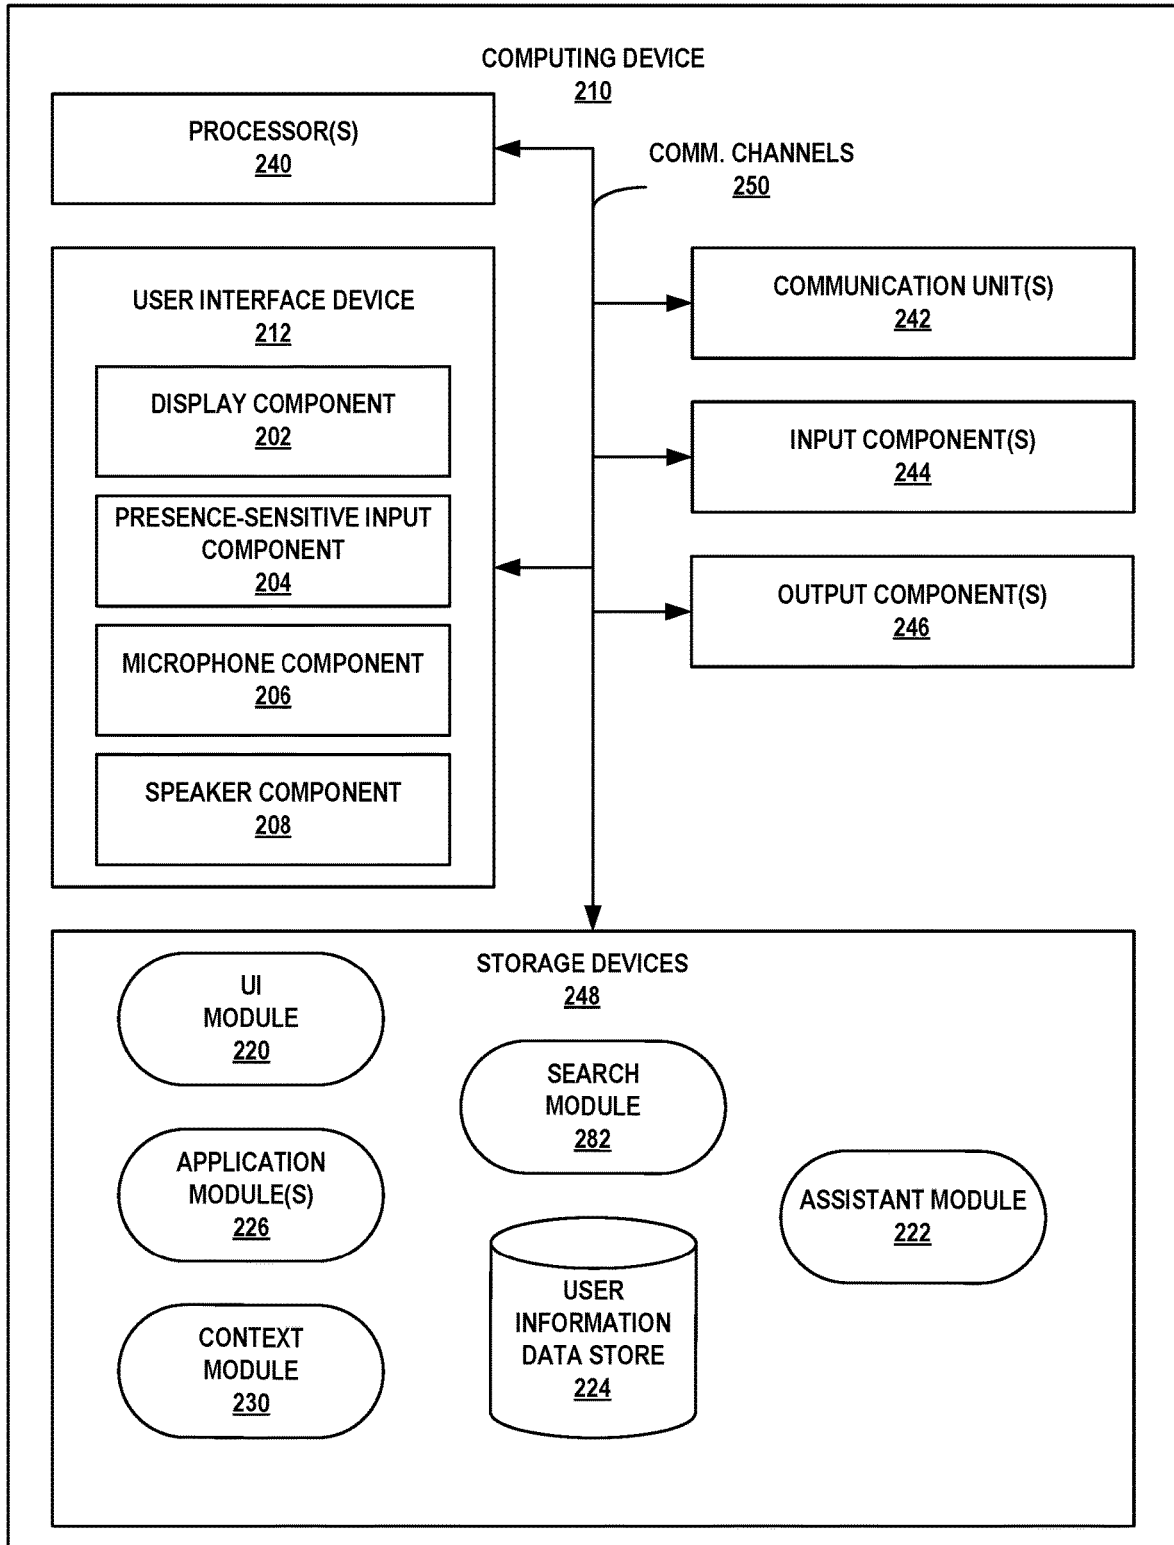 COMPUTING DEVICE
210
PROCESSOR(S)
240
COMM. CHANNELS
250
USER INTERFACE DEVICE
212
DISPLAY COMPONENT
202
PRESENCE-SENSITIVE INPUT
COMPONENT
204
MICROPHONE COMPONENT
206
SPEAKER COMPONENT
208
COMMUNICATION UNIT(S)
242
INPUT COMPONENT(S)
244
OUTPUT COMPONENT(S)
246
STORAGE DEVICES
248
UI
MODULE
220
APPLICATION
MODULE(S)
226
CONTEXT
MODULE
230
SEARCH
MODULE
282
USER
INFORMATION
DATA STORE
224
ASSISTANT MODULE
222